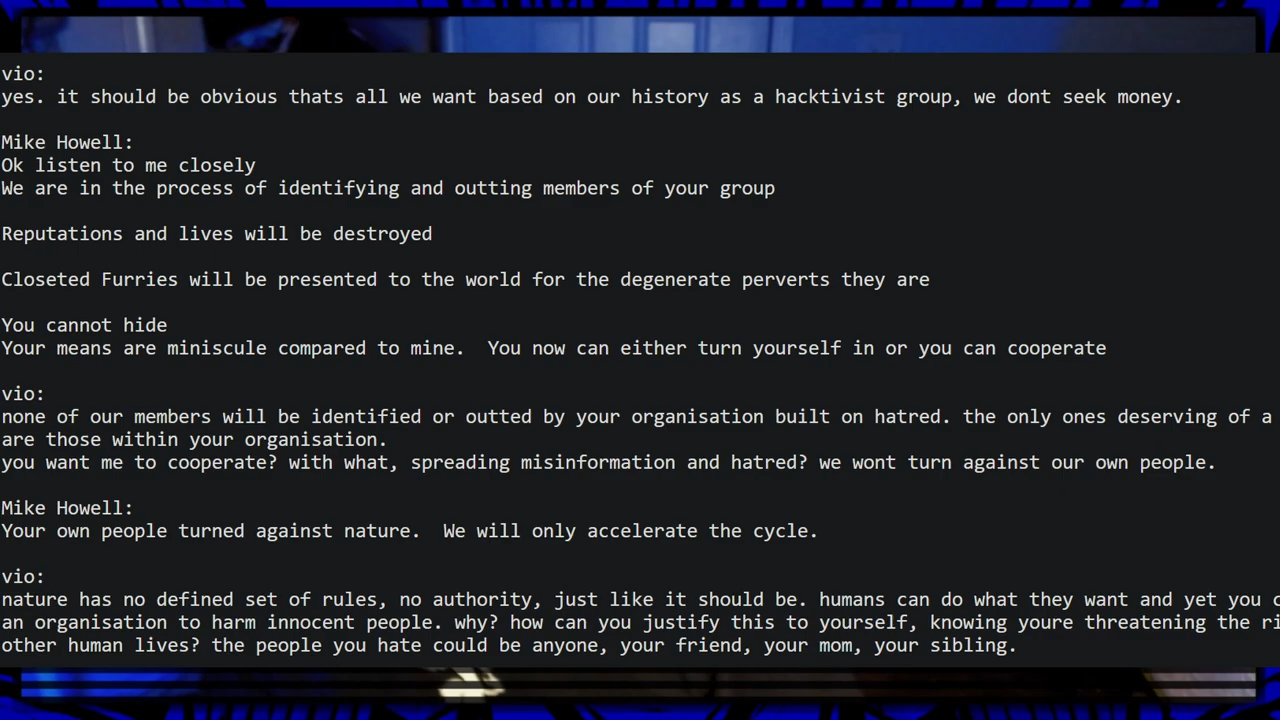 vio:
yes. it should be obvious thats all we want based on our history as a hacktivist group, we dont seek money.
Mike Howell:
Ok listen to me closely
We are in the process of identifying and outting members of your group
Reputations and lives will be destroyed
Closeted Furries will be presented to the world for the degenerate perverts they are
You cannot hide
Your means are miniscule compared to mine.  You now can either turn yourself in or you can cooperate
vio:
none of our members will be identified or outted by your organisation built on hatred. the only ones deserving of a
are those within your organisation.
you want me to cooperate? with what, spreading misinformation and hatred? we wont turn against our own people.
Mike Howell:
Your own people turned against nature.  We will only accelerate the cycle.
vio:
nature has no defined set of rules, no authority, just like it should be. humans can do what they want and yet you
an organisation to harm innocent people. why? how can you justify this to yourself, knowing youre threatening the
other human lives? the people you hate could be anyone, your friend, your mom, your sibling.